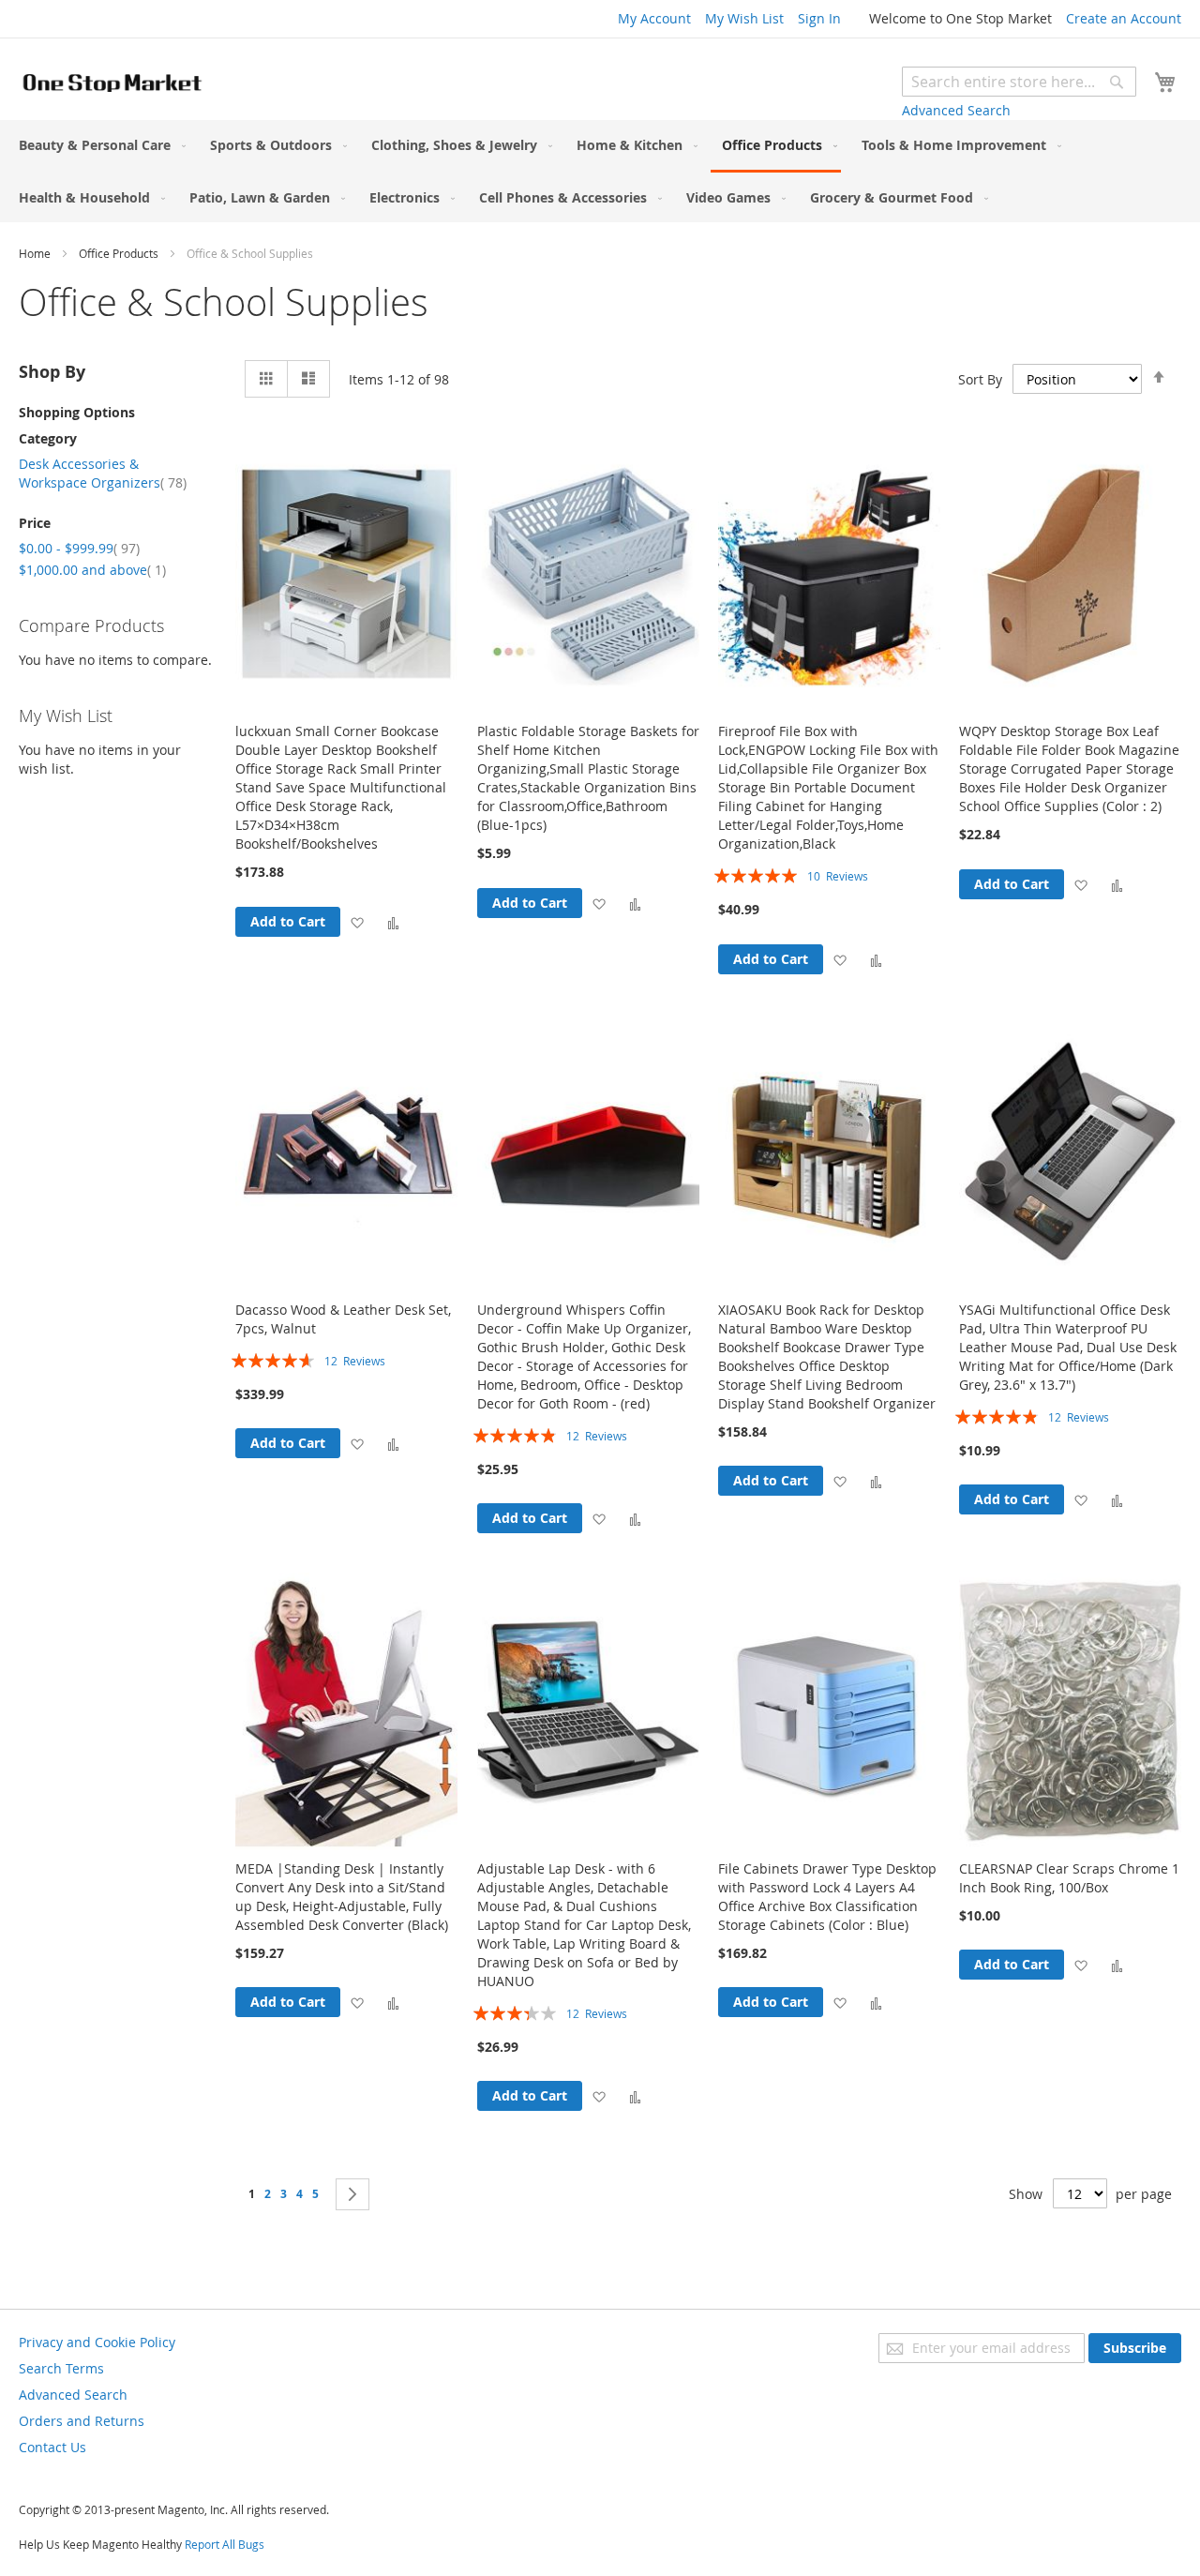 My Account My Wish List Sign In Welcome to One Stop Market Create an Account
One Stop Market
Search entire store here...
Advanced Search
Beauty & Personal Care Sports & Outdoors Clothing, Shoes & Jewelry Home & Kitchen Office Products Tools & Home Improvement
Health & Household Patio, Lawn & Garden Electronics Cell Phones & Accessories Video Games Grocery & Gourmet Food
Home Office Products Office & School Supplies
Office & School Supplies
Shop By
Shopping Options
Category
Desk Accessories &
Workspace Organizers( 78)
Price
$0.00 - $999.99( 97)
$1,000.00 and above( 1)
Compare Products
You have no items to compare.
My Wish List
You have no items in your
wish list.
Items 1-12 of 98
Sort By Position
luckxuan Small Corner Bookcase
Double Layer Desktop Bookshelf
Office Storage Rack Small Printer
Stand Save Space Multifunctional
Office Desk Storage Rack,
L57×D34×H38cm
Bookshelf/Bookshelves
$173.88
Add to Cart
Plastic Foldable Storage Baskets for
Shelf Home Kitchen
Organizing,Small Plastic Storage
Crates,Stackable Organization Bins
for Classroom,Office,Bathroom
(Blue-1pcs)
$5.99
Add to Cart
Fireproof File Box with
Lock,ENGPOW Locking File Box with
Lid,Collapsible File Organizer Box
Storage Bin Portable Document
Filing Cabinet for Hanging
Letter/Legal Folder,Toys,Home
Organization,Black
10 Reviews
$40.99
Add to Cart
WQPY Desktop Storage Box Leaf
Foldable File Folder Book Magazine
Storage Corrugated Paper Storage
Boxes File Holder Desk Organizer
School Office Supplies (Color : 2)
$22.84
Add to Cart
Dacasso Wood & Leather Desk Set,
7pcs, Walnut
12 Reviews
$339.99
Add to Cart
Underground Whispers Coffin
Decor - Coffin Make Up Organizer,
Gothic Brush Holder, Gothic Desk
Decor - Storage of Accessories for
Home, Bedroom, Office - Desktop
Decor for Goth Room - (red)
12 Reviews
$25.95
Add to Cart
LONDON
XIAOSAKU Book Rack for Desktop
Natural Bamboo Ware Desktop
Bookshelf Bookcase Drawer Type
Bookshelves Office Desktop
Storage Shelf Living Bedroom
Display Stand Bookshelf Organizer
$158.84
Add to Cart
YSAGi Multifunctional Office Desk
Pad, Ultra Thin Waterproof PU
Leather Mouse Pad, Dual Use Desk
Writing Mat for Office/Home (Dark
Grey, 23.6" x 13.7")
12 Reviews
$10.99
Add to Cart
MEDA |Standing Desk | Instantly
Convert Any Desk into a Sit/Stand
up Desk, Height-Adjustable, Fully
Assembled Desk Converter (Black)
$159.27
Add to Cart
Adjustable Lap Desk - with 6
Adjustable Angles, Detachable
Mouse Pad, & Dual Cushions
Laptop Stand for Car Laptop Desk,
Work Table, Lap Writing Board &
Drawing Desk on Sofa or Bed by
HUANUO
12 Reviews
$26.99
Add to Cart
File Cabinets Drawer Type Desktop
with Password Lock 4 Layers A4
Office Archive Box Classification
Storage Cabinets (Color : Blue)
$169.82
Add to Cart
CLEARSNAP Clear Scraps Chrome 1
Inch Book Ring, 100/Box
$10.00
Add to Cart
1 2 3 4 5
Show 12 per page
Privacy and Cookie Policy
Search Terms
Advanced Search
Orders and Returns
Contact Us
Enter your email address
Subscribe
Copyright © 2013-present Magento, Inc. All rights reserved.
Help Us Keep Magento Healthy Report All Bugs